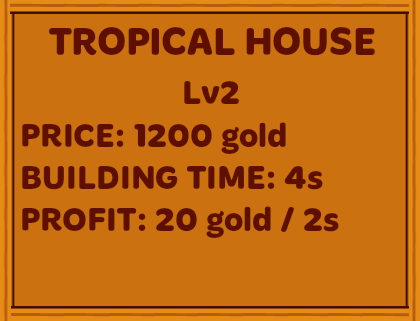 TROPICAL HOUSE
Lv2
PRICE: 1200 gold
BUILDING TIME: 4s
PROFIT: 20 gold / 2s